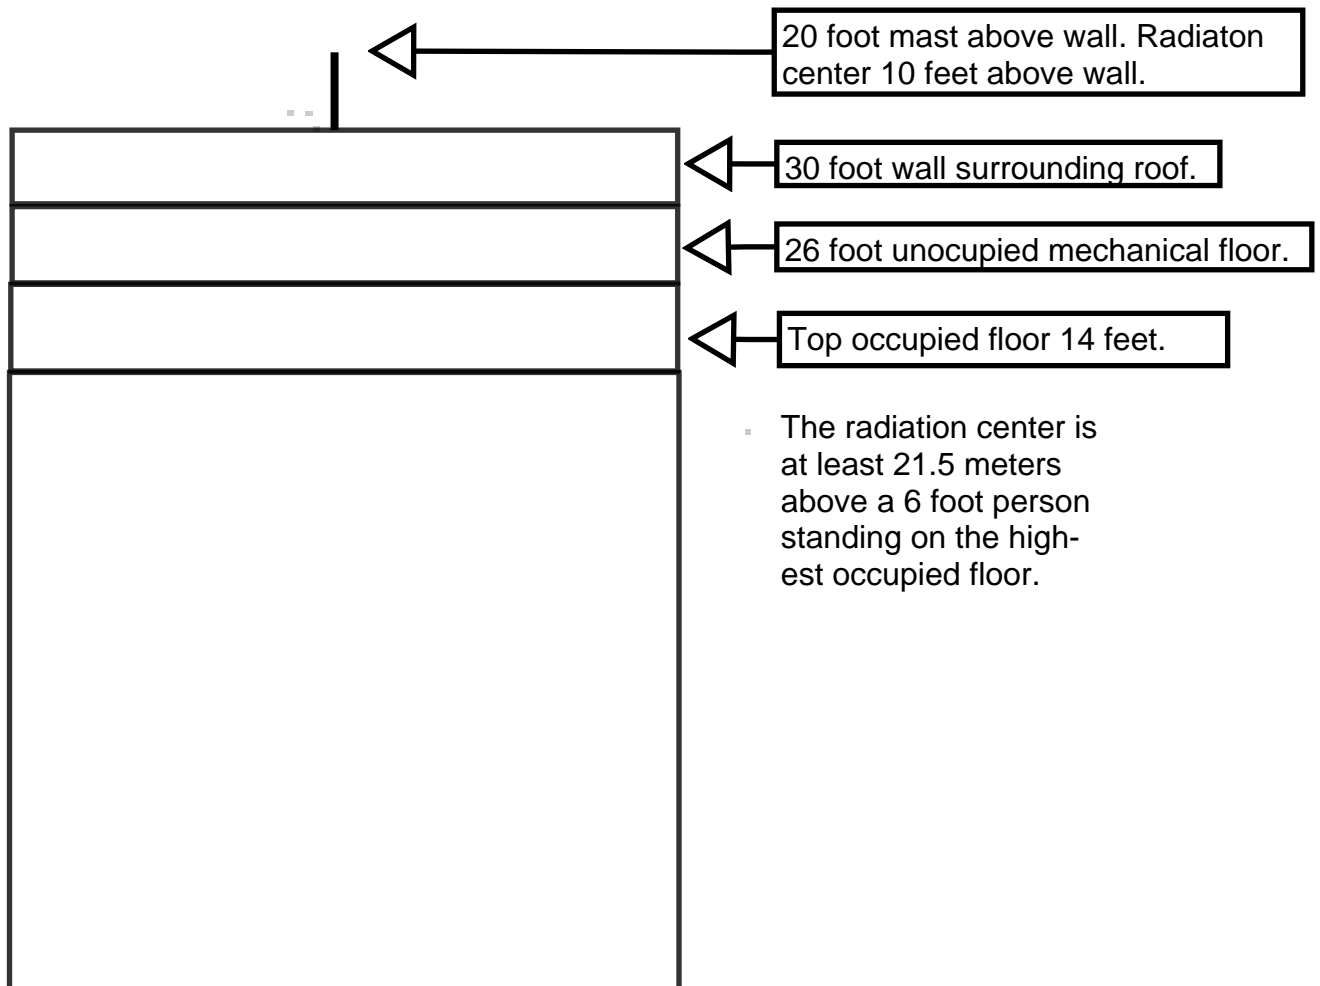 20 foot mast above wall. Radiaton
center 10 feet above wall.
30 foot wall surrounding roof.
26 foot unocupied mechanical floor.
Top occupied floor 14 feet.
The radiation center is
at least 21.5 meters
above a 6 foot person
standing on the high-
est occupied floor.